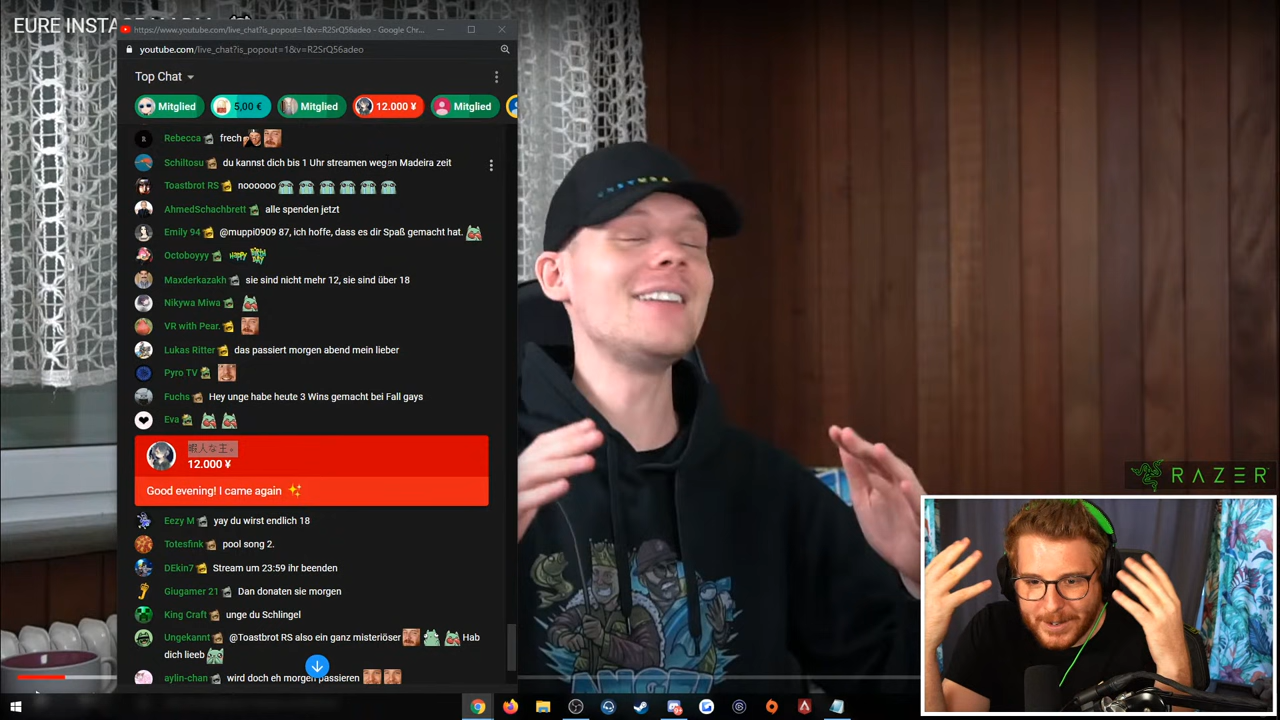 EURE INSTA
https://www.youtube.com/live_chat?is_popout=1&v=R2SrQ56adeo - Google Chr...
youtube.com/live_chat?is_popout=1&v=R2SrQ56adeo
Top Chat
Mitglied 5,00 € Mitglied 12.000 ¥ Mitglied
Rebecca frech
Schiltosu du kannst dich bis 1 Uhr streamen wegen Madeira zeit
Toastbrot RS noooooo
AhmedSchachbrett alle spenden jetzt
Emily 94 @muppi0909 87, ich hoffe, dass es dir Spaß gemacht hat.
Octoboyyy HAPPY BIRTHDAY
Maxderkazakh sie sind nicht mehr 12, sie sind über 18
Nikywa Miwa
VR with Pear.
Lukas Ritter das passiert morgen abend mein lieber
Pyro TV
Fuchs Hey unge habe heute 3 Wins gemacht bei Fall gays
Eva
暇人な主。
12.000 ¥
Good evening! I came again
Eezy M yay du wirst endlich 18
Totesfink pool song 2.
DEkin7 Stream um 23:59 ihr beenden
Giugamer 21 Dan donaten sie morgen
King Craft unge du Schlingel
Ungekannt @Toastbrot RS also ein ganz misteriöser Hab
dich lieeb
aylin-chan wird doch eh morgen passieren
RAZER